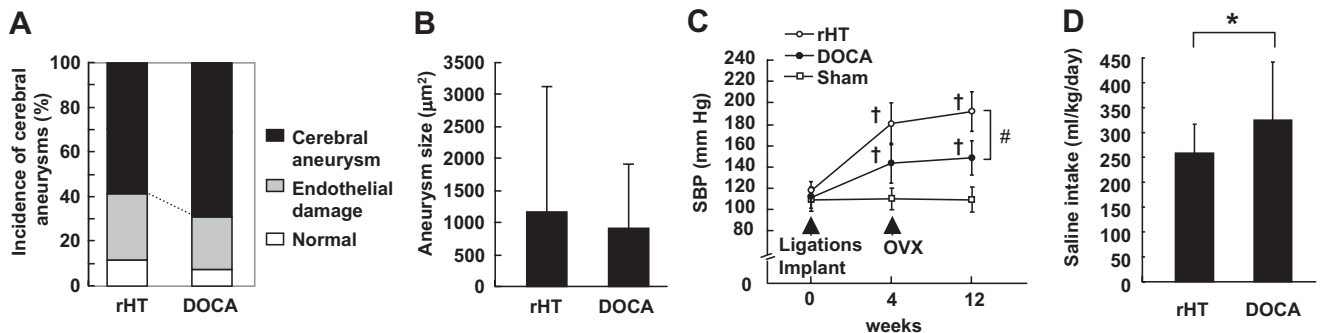 A
Incidence of cerebral
aneurysms (%)
100
80
60
40
20
0
rHT DOCA
Cerebral
aneurysm
Endothelial
damage
Normal
B
Aneurysm size (μm²)
3500
3000
2500
2000
1500
1000
500
0
rHT DOCA
C
rHT
DOCA
Sham
SBP (mm Hg)
240
220
200
180
160
140
120
100
80
0
† †
† †
#
Ligations
Implant
OVX
0 4 12
weeks
D
*
Saline intake (ml/kg/day)
450
400
350
300
250
200
150
100
50
0
rHT DOCA